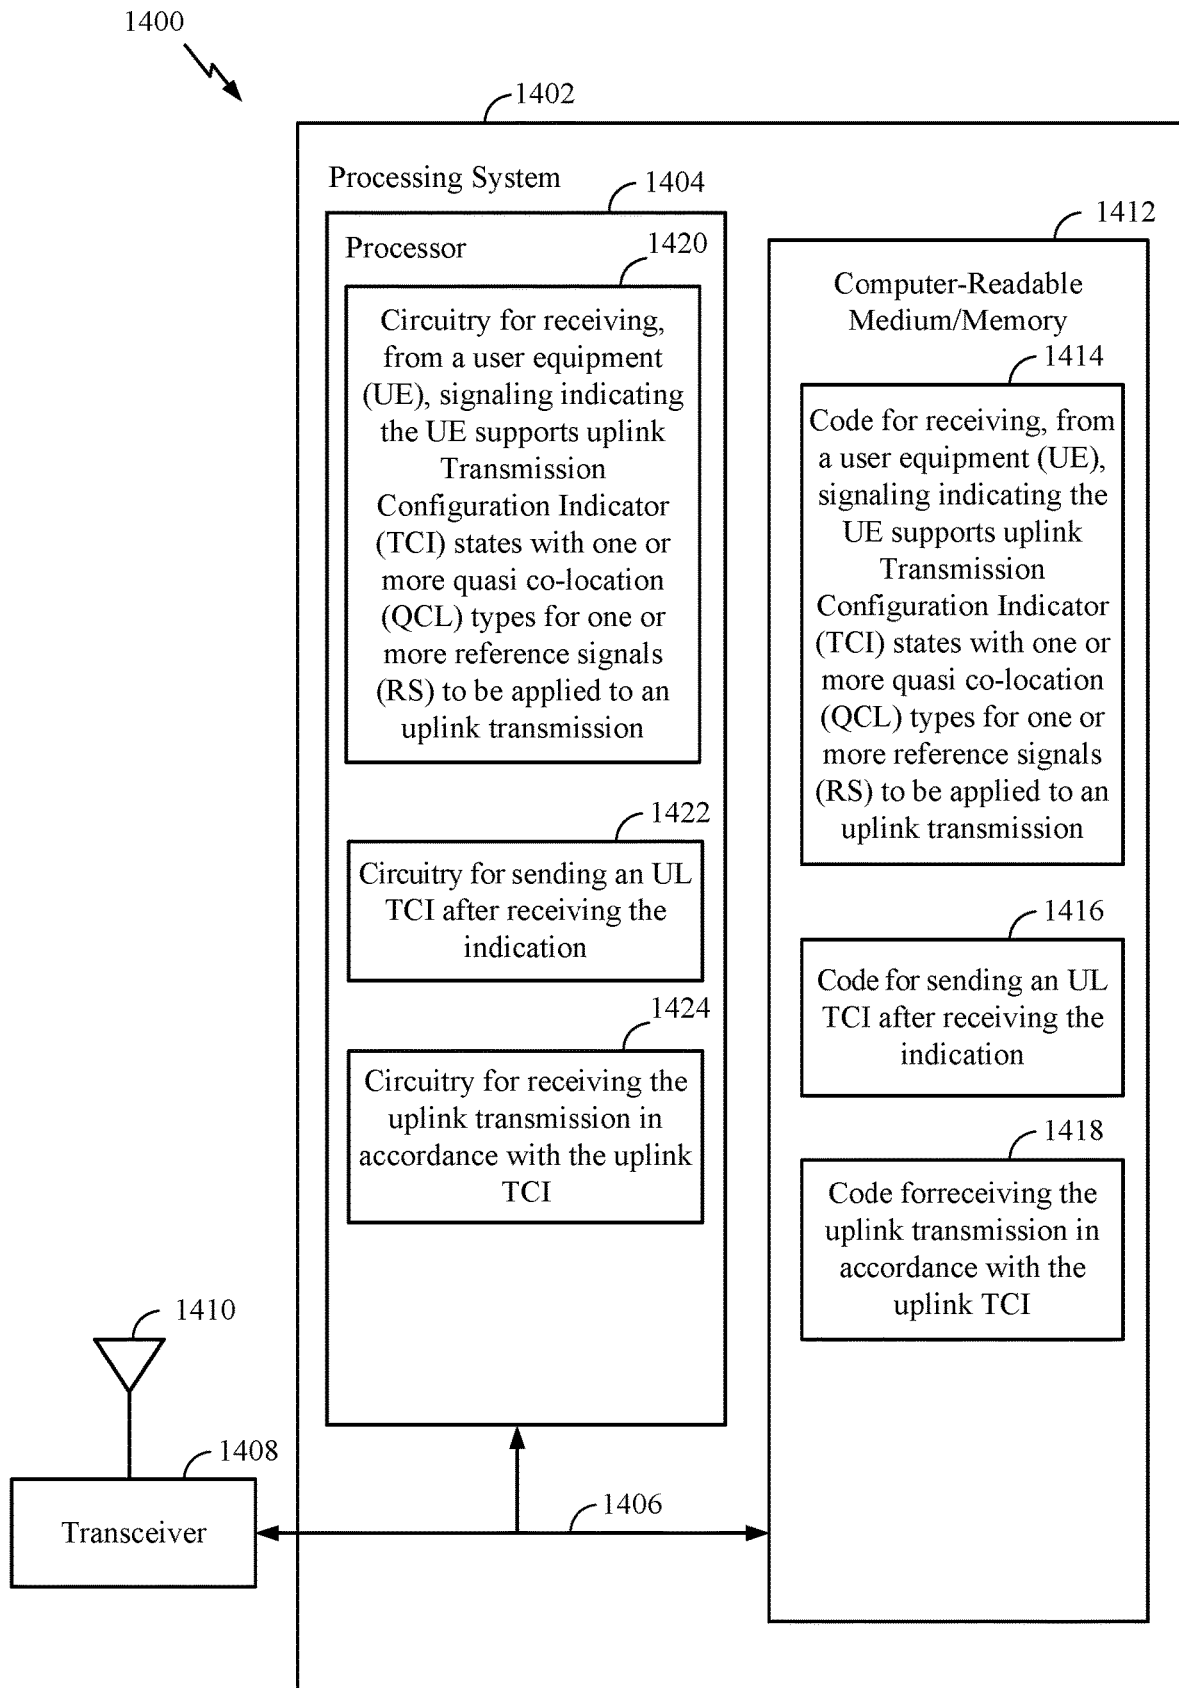 1400
1402
Processing System
1404
Processor
1420
Circuitry for receiving,
from a user equipment
(UE), signaling indicating
the UE supports uplink
Transmission
Configuration Indicator
(TCI) states with one or
more quasi co-location
(QCL) types for one or
more reference signals
(RS) to be applied to an
uplink transmission
1422
Circuitry for sending an UL
TCI after receiving the
indication
1424
Circuitry for receiving the
uplink transmission in
accordance with the uplink
TCI
1412
Computer-Readable
Medium/Memory
1414
Code for receiving, from
a user equipment (UE),
signaling indicating the
UE supports uplink
Transmission
Configuration Indicator
(TCI) states with one or
more quasi co-location
(QCL) types for one or
more reference signals
(RS) to be applied to an
uplink transmission
1416
Code for sending an UL
TCI after receiving the
indication
1418
Code forreceiving the
uplink transmission in
accordance with the
uplink TCI
1410
1408
Transceiver
1406